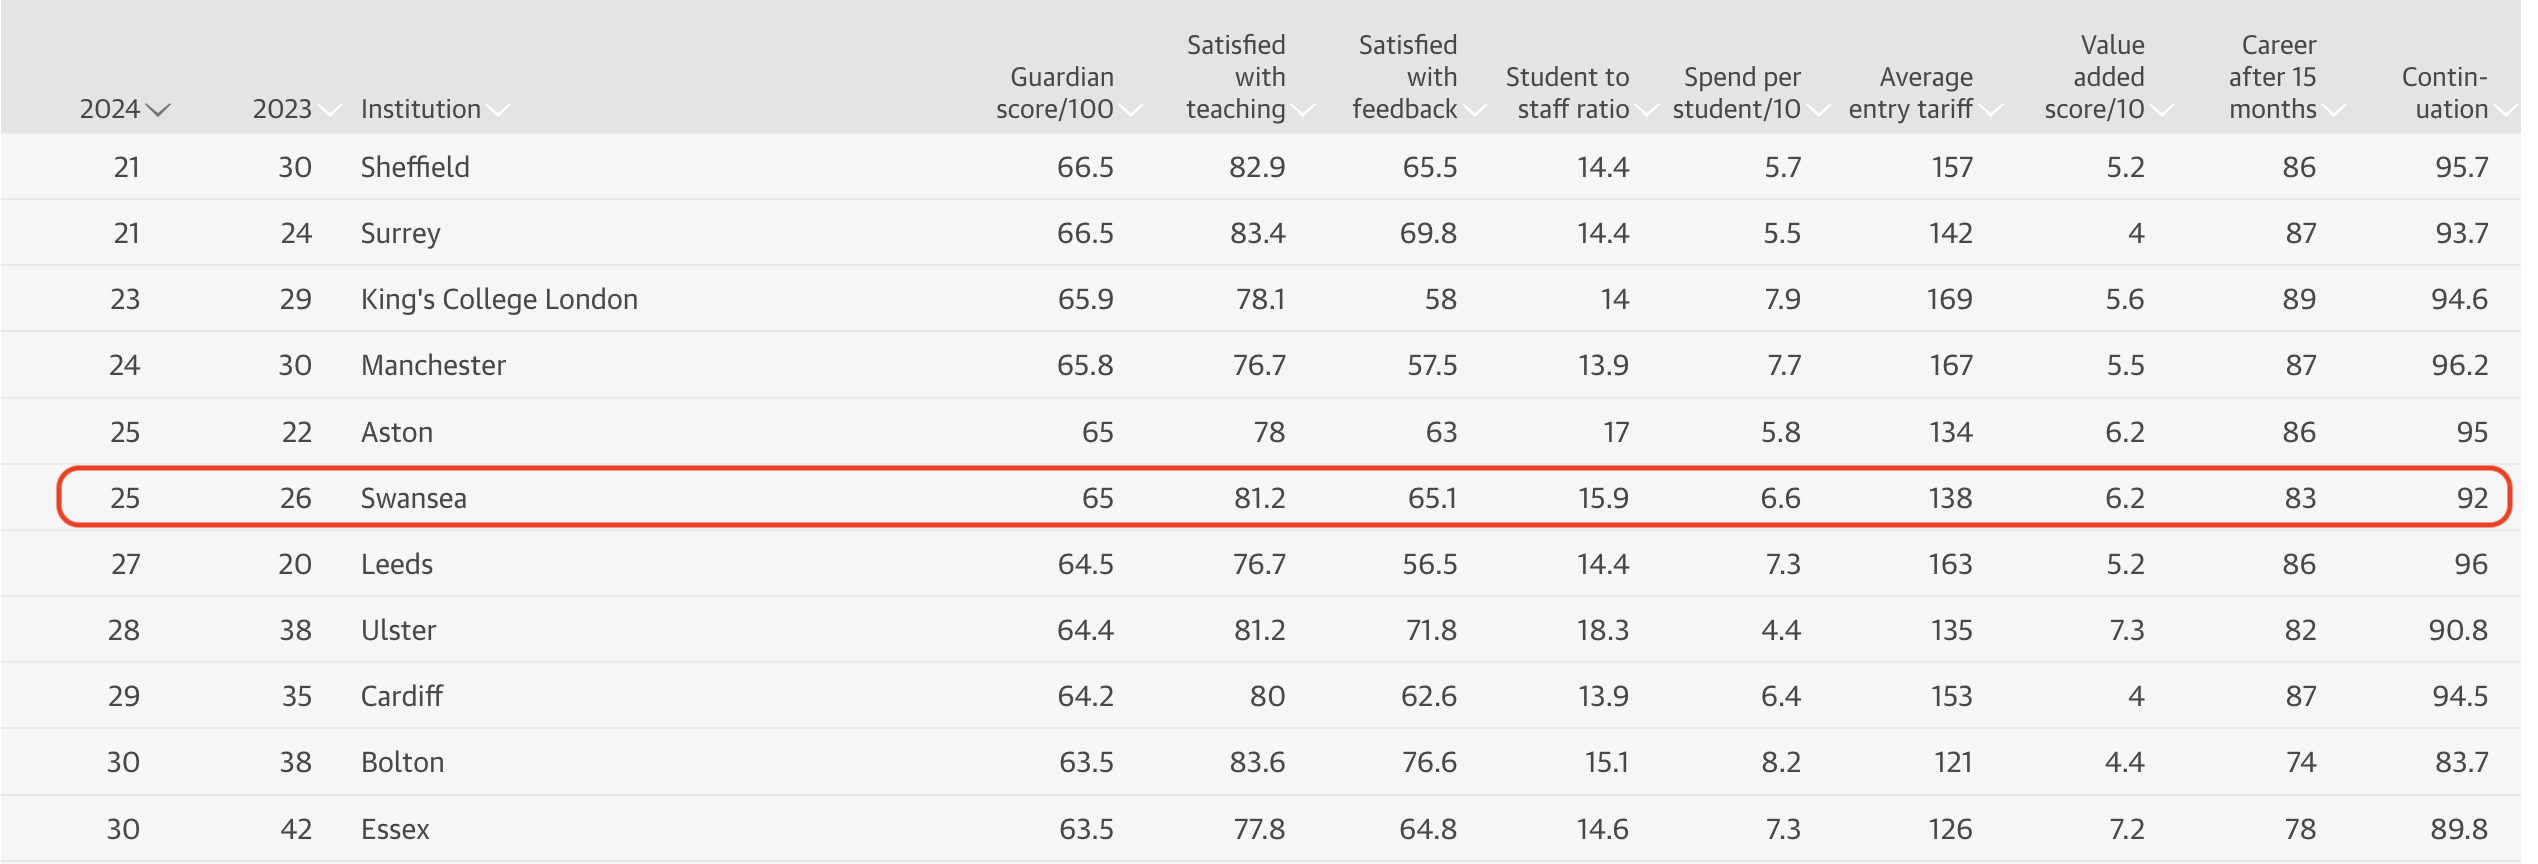 2024 2023 Institution Guardian score/100 Satisfied with teaching Satisfied with feedback Student to staff ratio Spend per student/10 Average entry tariff Value added score/10 Career after 15 months Contin-uation
21 30 Sheffield 66.5 82.9 65.5 14.4 5.7 157 5.2 86 95.7
21 24 Surrey 66.5 83.4 69.8 14.4 5.5 142 4 87 93.7
23 29 King's College London 65.9 78.1 58 14 7.9 169 5.6 89 94.6
24 30 Manchester 65.8 76.7 57.5 13.9 7.7 167 5.5 87 96.2
25 22 Aston 65 78 63 17 5.8 134 6.2 86 95
25 26 Swansea 65 81.2 65.1 15.9 6.6 138 6.2 83 92
27 20 Leeds 64.5 76.7 56.5 14.4 7.3 163 5.2 86 96
28 38 Ulster 64.4 81.2 71.8 18.3 4.4 135 7.3 82 90.8
29 35 Cardiff 64.2 80 62.6 13.9 6.4 153 4 87 94.5
30 38 Bolton 63.5 83.6 76.6 15.1 8.2 121 4.4 74 83.7
30 42 Essex 63.5 77.8 64.8 14.6 7.3 126 7.2 78 89.8